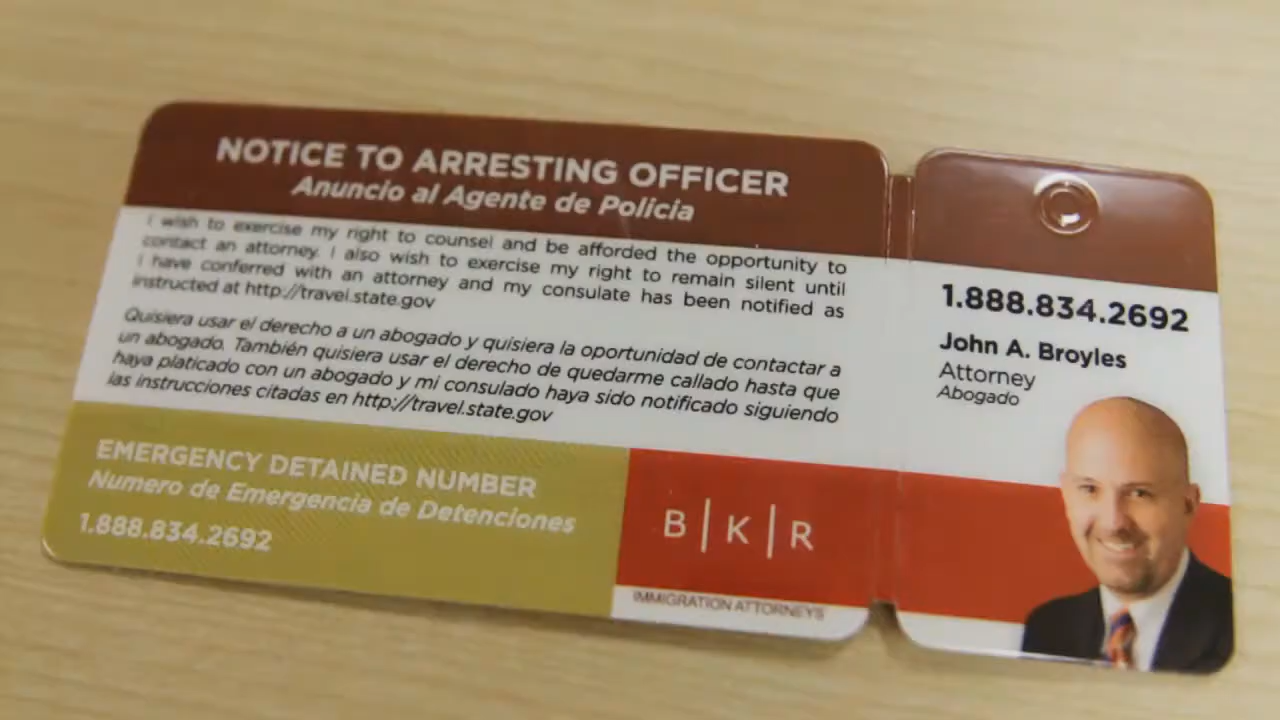 NOTICE TO ARRESTING OFFICER
Anuncio al Agente de Policia
I wish to exercise my right to counsel and be afforded the opportunity to
contact an attorney. I also wish to exercise my right to remain silent until
I have conferred with an attorney and my consulate has been notified as
instructed at http://travel.state.gov
Quisiera usar el derecho a un abogado y quisiera la oportunidad de contactar a
un abogado. También quisiera usar el derecho de quedarme callado hasta que
haya platicado con un abogado y mi consulado haya sido notificado siguiendo
las instrucciones citadas en http://travel.state.gov
EMERGENCY DETAINED NUMBER
Numero de Emergencia de Detenciones
1.888.834.2692
B|K|R
IMMIGRATION ATTORNEYS
1.888.834.2692
John A. Broyles
Attorney
Abogado